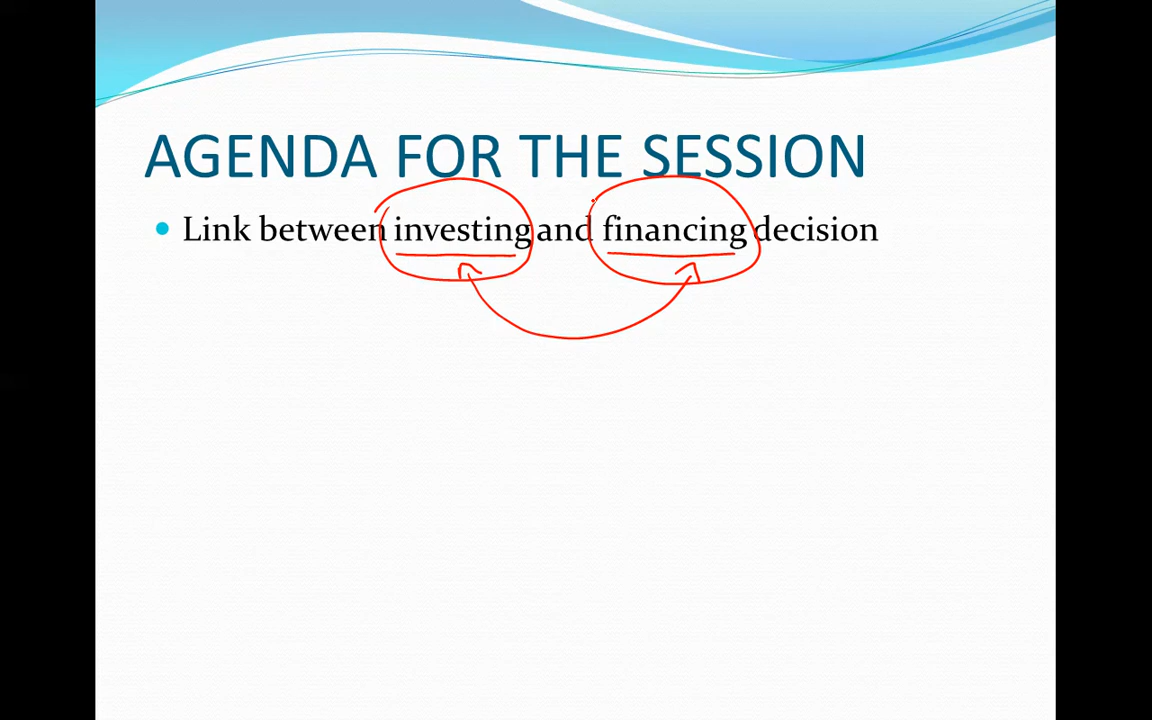 AGENDA FOR THE SESSION
Link between investing and financing decision